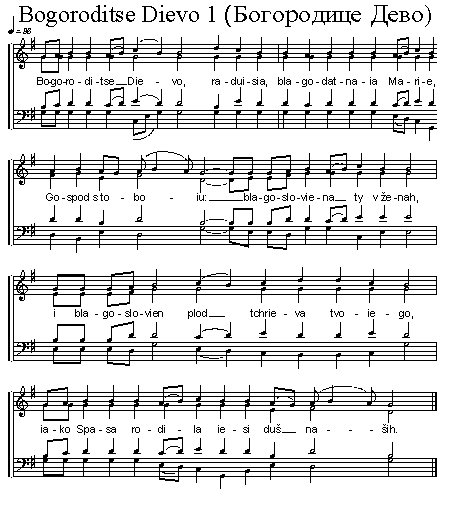 Bogoroditse Dievo 1 (Богородице Дево)
♩ = 96
Bogo-ro-di-tse Die-vo, ra-dui-sia, bla-go-dat-na-ia Ma-rie,
Go-spod s to-bo-iu: bla-go-slo-vie-na ty v že-nah,
i bla-go-slo-vien plod tchrie-va tvo-ie-go,
ia-ko Spa-sa ro-di-la ie-si duš na-ših.